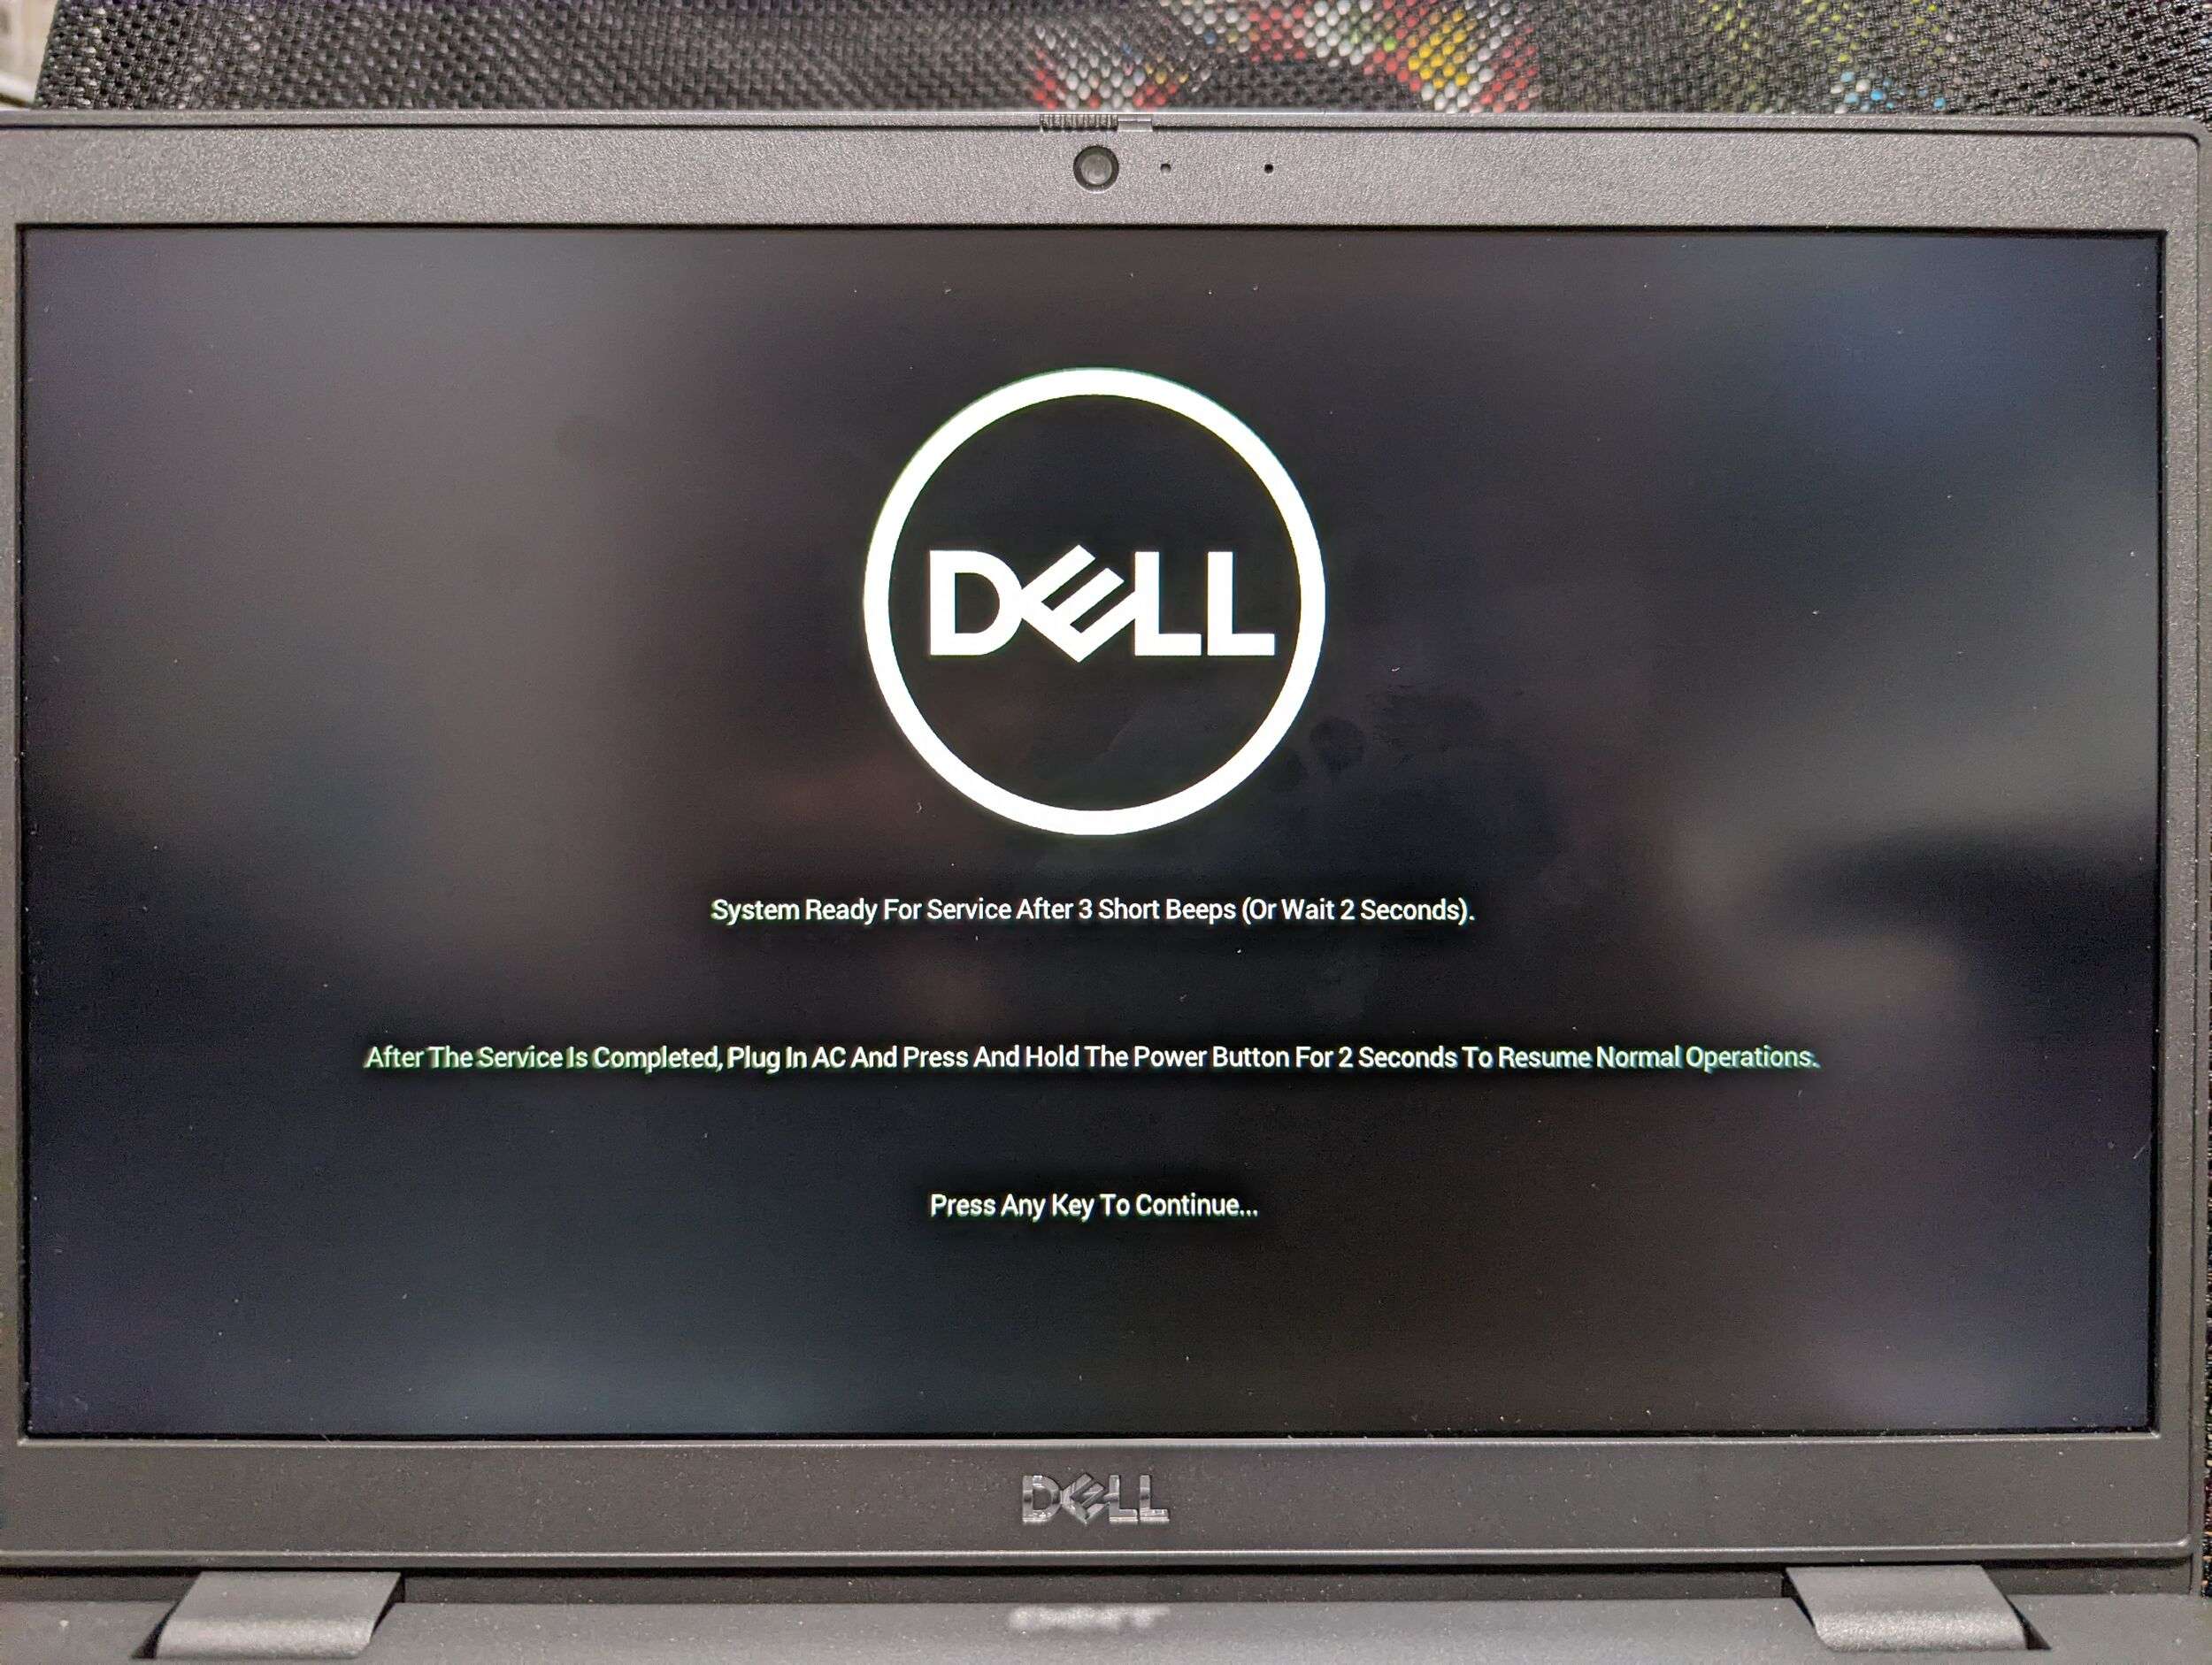 DELL
System Ready For Service After 3 Short Beeps (Or Wait 2 Seconds).
After The Service Is Completed, Plug In AC And Press And Hold The Power Button For 2 Seconds To Resume Normal Operations.
Press Any Key To Continue...
DELL